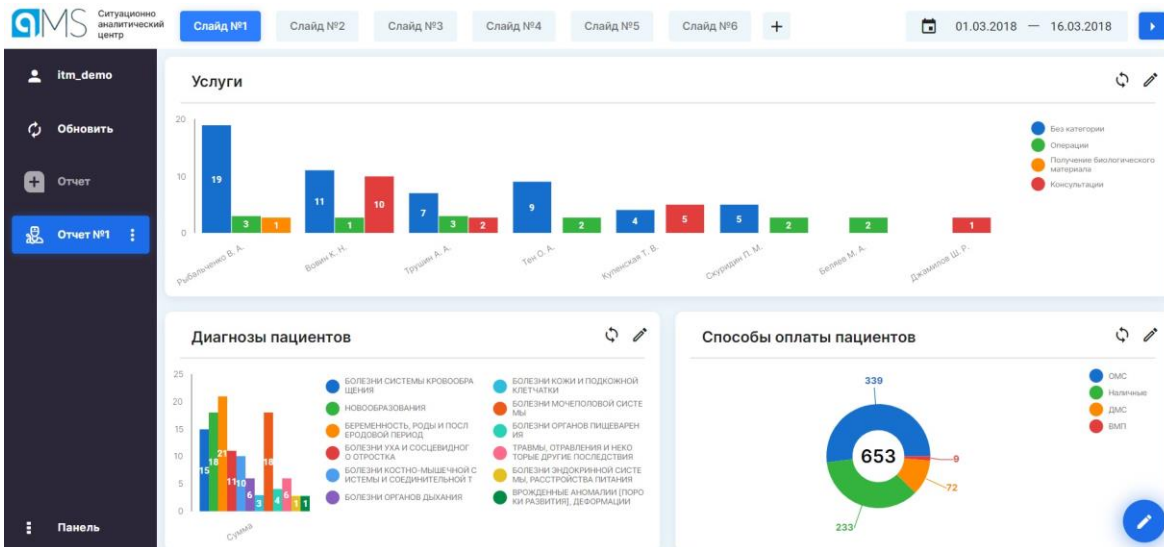 qMS
Ситуационно
аналитический
центр
Слайд №1
Слайд №2
Слайд №3
Слайд №4
Слайд №5
Слайд №6
+
01.03.2018 — 16.03.2018
itm_demo
Обновить
Отчет
Отчет №1
Панель
Услуги
20
10
0
19
3
1
11
1
10
7
3
2
9
2
4
5
5
2
2
1
Рыбальченко В. А.
Вовин К. Н.
Трушин А. А.
Тен О. А.
Купенская Т. В.
Скуридин П. М.
Беляев М. А.
Джамилов Ш. Р.
Без категории
Операции
Получение биологического
материала
Консультации
Диагнозы пациентов
25
20
15
10
5
0
15
18
21
11
10
6
3
18
4
6
1
1
Сумма
БОЛЕЗНИ СИСТЕМЫ КРОВООБРА
ЩЕНИЯ
НОВООБРАЗОВАНИЯ
БЕРЕМЕННОСТЬ, РОДЫ И ПОСЛ
ЕРОДОВОЙ ПЕРИОД
БОЛЕЗНИ УХА И СОСЦЕВИДНОГ
О ОТРОСТКА
БОЛЕЗНИ КОСТНО-МЫШЕЧНОЙ С
ИСТЕМЫ И СОЕДИНИТЕЛЬНОЙ Т
БОЛЕЗНИ ОРГАНОВ ДЫХАНИЯ
БОЛЕЗНИ КОЖИ И ПОДКОЖНОЙ
КЛЕТЧАТКИ
БОЛЕЗНИ МОЧЕПОЛОВОЙ СИСТЕ
МЫ
БОЛЕЗНИ ОРГАНОВ ПИЩЕВАРЕН
ИЯ
ТРАВМЫ, ОТРАВЛЕНИЯ И НЕКО
ТОРЫЕ ДРУГИЕ ПОСЛЕДСТВИЯ
БОЛЕЗНИ ЭНДОКРИННОЙ СИСТЕ
МЫ, РАССТРОЙСТВА ПИТАНИЯ
ВРОЖДЕННЫЕ АНОМАЛИИ [ПОРО
КИ РАЗВИТИЯ], ДЕФОРМАЦИИ
Способы оплаты пациентов
339
653
9
72
233
ОМС
Наличные
ДМС
ВМП